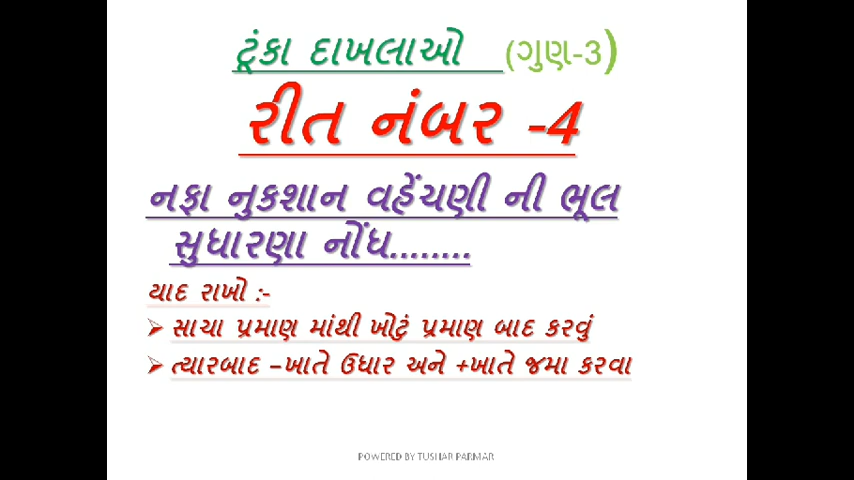 ટૂંકા દાખલાઓ (ગુણ-3)
રીત નંબર -4
નફા નુકશાન વહેંચણી ની ભૂલ
સુધારણા નોંધ........
યાદ રાખો :-
➢ સાચા પ્રમાણ માંથી ખોટું પ્રમાણ બાદ કરવું
➢ ત્યારબાદ –ખાતે ઉધાર અને +ખાતે જમા કરવા
POWERED BY TUSHAR PARMAR